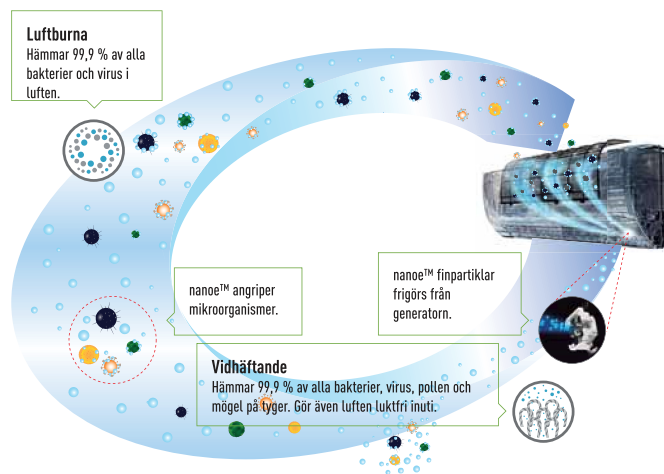 Luftburna
Hämmar 99,9 % av alla
bakterier och virus i
luften.
nanoe™ angriper
mikroorganismer.
nanoe™ finpartiklar
frigörs från
generatorn.
Vidhäftande
Hämmar 99,9 % av alla bakterier, virus, pollen och
mögel på tyger. Gör även luften luktfri inuti.